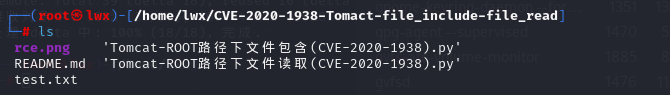 ┌──(root㉿lwx)-[/home/lwx/CVE-2020-1938-Tomact-file_include-file_read]
└─# ls
rce.png 'Tomcat-ROOT路径下文件包含(CVE-2020-1938).py'
README.md 'Tomcat-ROOT路径下文件读取(CVE-2020-1938).py'
test.txt